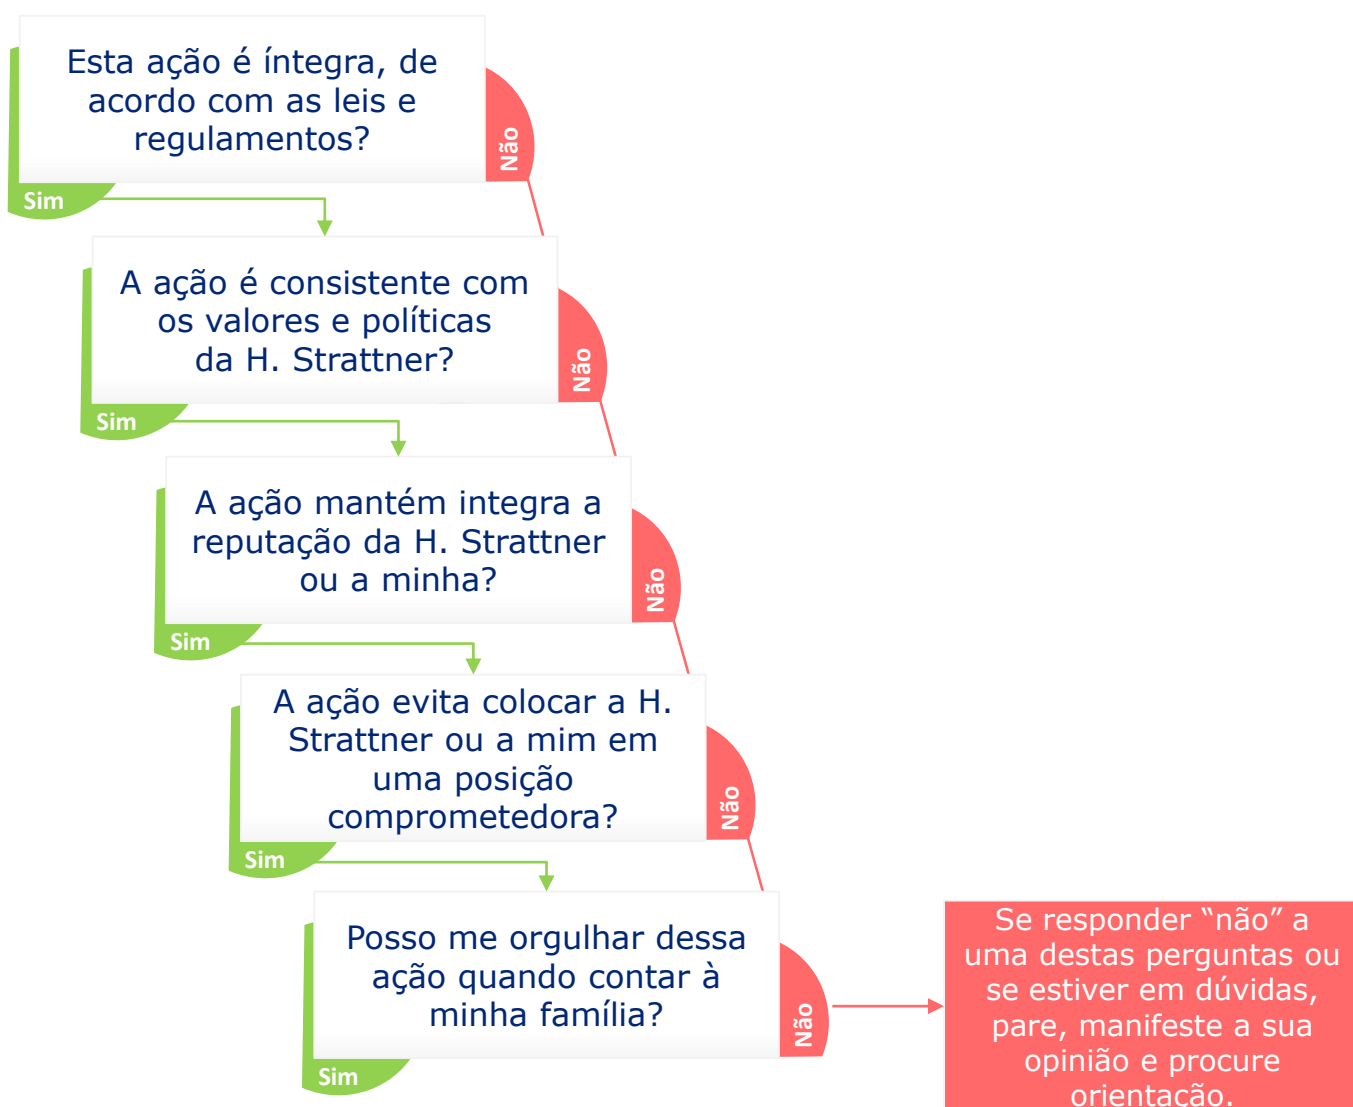 Esta ação é íntegra, de
acordo com as leis e
regulamentos?
Não
Sim
A ação é consistente com
os valores e políticas
da H. Strattner?
Não
Sim
A ação mantém integra a
reputação da H. Strattner
ou a minha?
Não
Sim
A ação evita colocar a H.
Strattner ou a mim em
uma posição
comprometedora?
Não
Sim
Posso me orgulhar dessa
ação quando contar à
minha família?
Não
Sim
Se responder “não” a
uma destas perguntas ou
se estiver em dúvidas,
pare, manifeste a sua
opinião e procure
orientação.